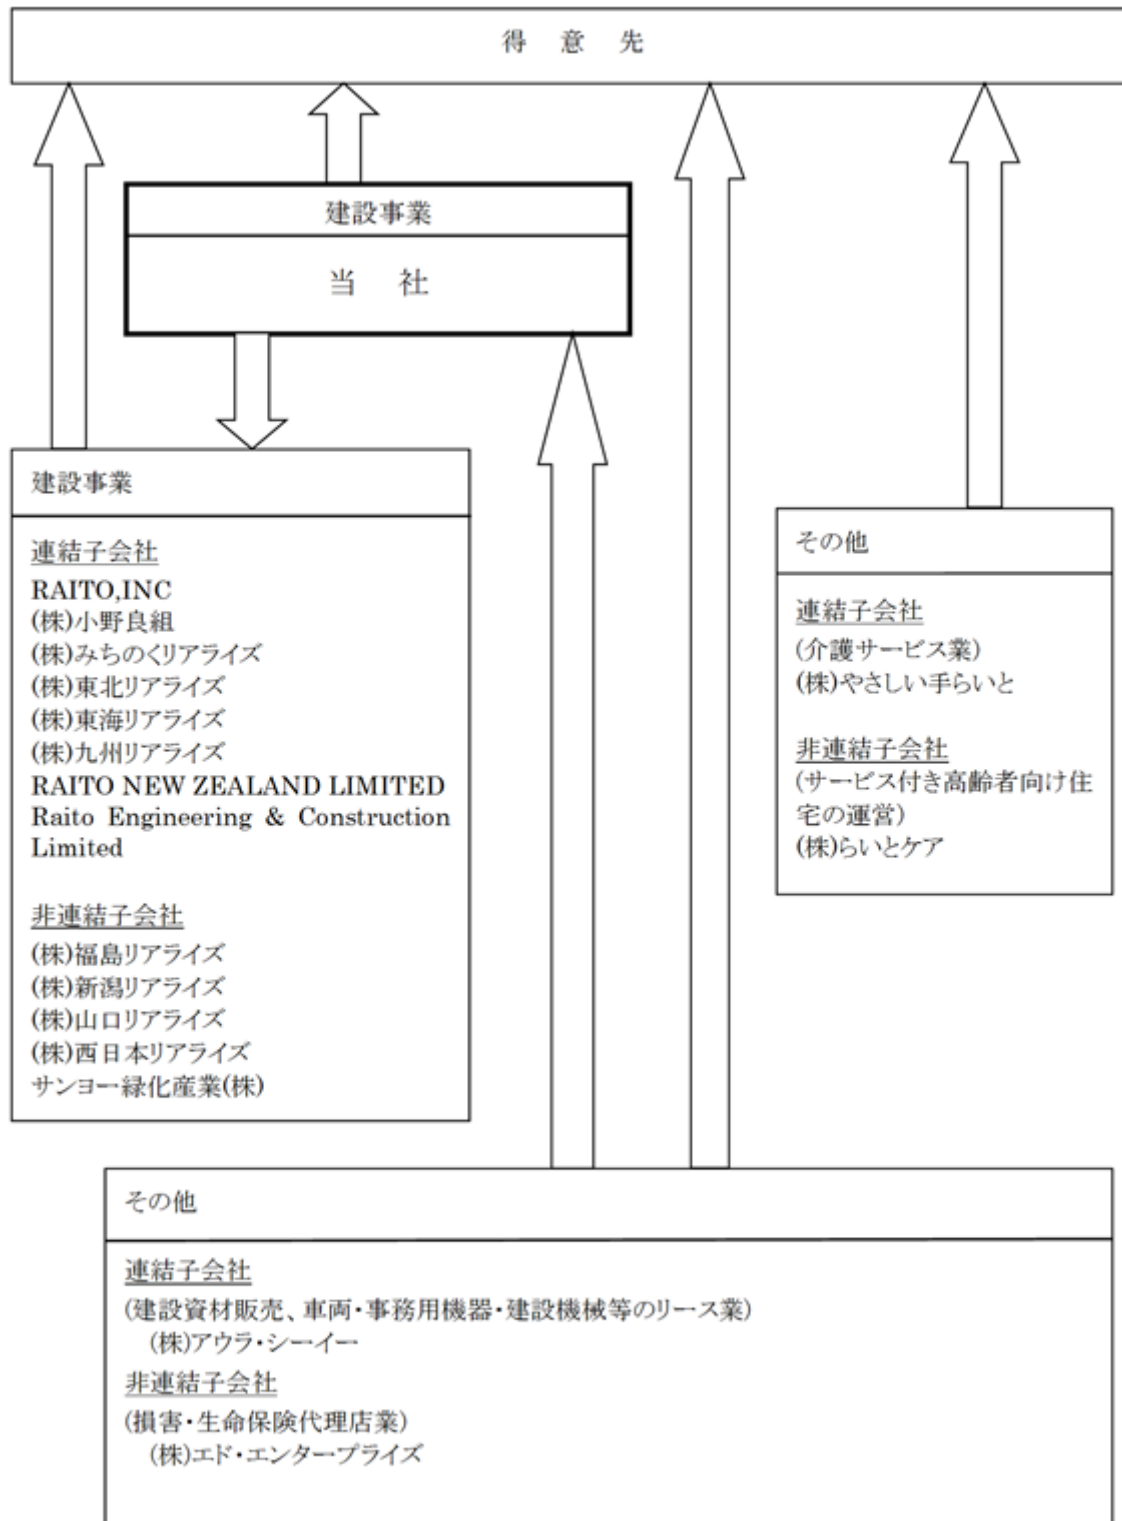 得 意 先
建設事業
当 社
建設事業
連結子会社
RAITO,INC
(株)小野良組
(株)みちのくリアライズ
(株)東北リアライズ
(株)東海リアライズ
(株)九州リアライズ
RAITO NEW ZEALAND LIMITED
Raito Engineering & Construction
Limited
非連結子会社
(株)福島リアライズ
(株)新潟リアライズ
(株)山口リアライズ
(株)西日本リアライズ
サンヨー緑化産業(株)
その他
連結子会社
(介護サービス業)
(株)やさしい手らいと
非連結子会社
(サービス付き高齢者向け住
宅の運営)
(株)らいとケア
その他
連結子会社
(建設資材販売、車両・事務用機器・建設機械等のリース業)
(株)アウラ・シーイー
非連結子会社
(損害・生命保険代理店業)
(株)エド・エンタープライズ